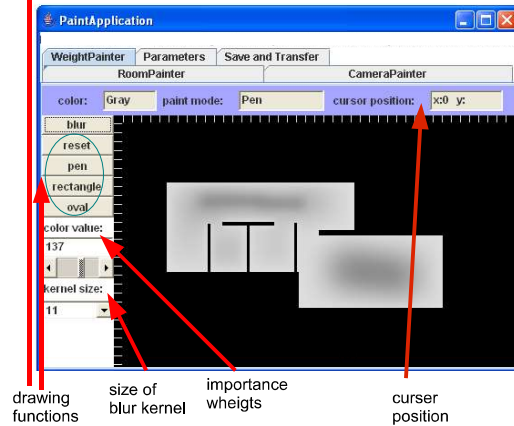 PaintApplication
WeightPainter Parameters Save and Transfer
RoomPainter CameraPainter
color: Gray paint mode: Pen cursor position: x:0 y:
blur
reset
pen
rectangle
oval
color value:
137
kernel size:
11
drawing functions
size of blur kernel
importance wheigts
curser position